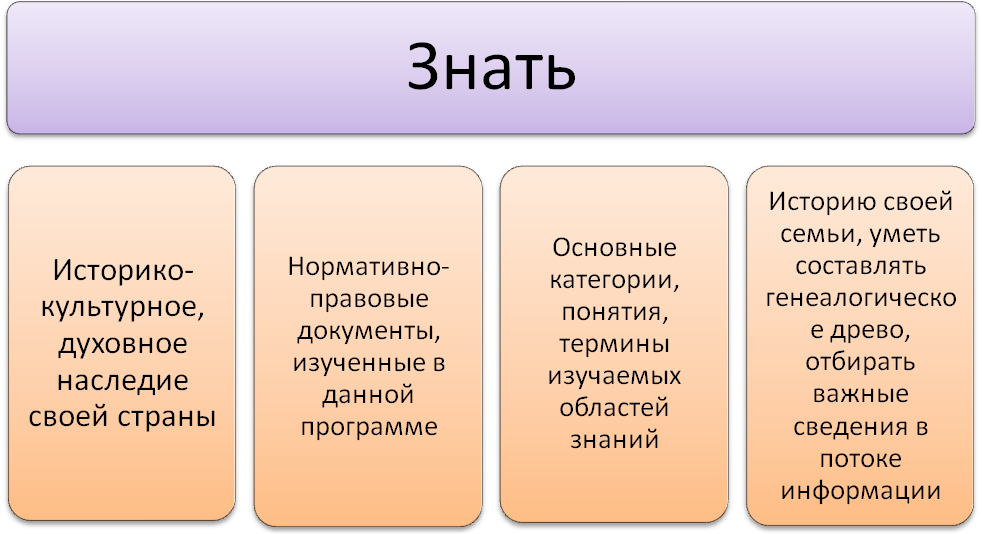 Знать
Историко-
культурное,
духовное
наследие
своей страны
Нормативно-
правовые
документы,
изученные в
данной
программе
Основные
категории,
понятия,
термины
изучаемых
областей
знаний
Историю своей
семьи, уметь
составлять
генеалогическо
е древо,
отбирать
важные
сведения в
потоке
информации